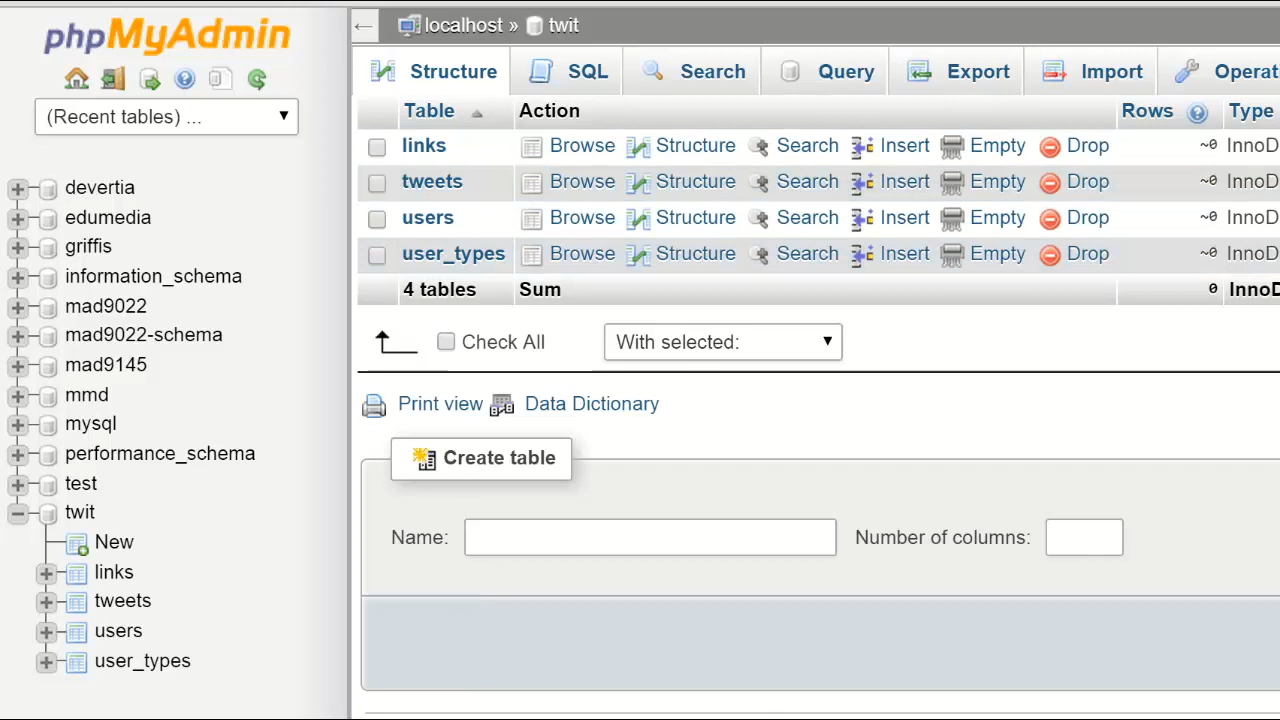 phpMyAdmin
(Recent tables) ...
devertia
edumedia
griffis
information_schema
mad9022
mad9022-schema
mad9145
mmd
mysql
performance_schema
test
twit
New
links
tweets
users
user_types
localhost » twit
Structure SQL Search Query Export Import Operat
Table Action Rows Type
links Browse Structure Search Insert Empty Drop ~0 InnoD
tweets Browse Structure Search Insert Empty Drop ~0 InnoD
users Browse Structure Search Insert Empty Drop ~0 InnoD
user_types Browse Structure Search Insert Empty Drop ~0 InnoD
4 tables Sum 0 InnoD
Check All With selected:
Print view Data Dictionary
Create table
Name: Number of columns: